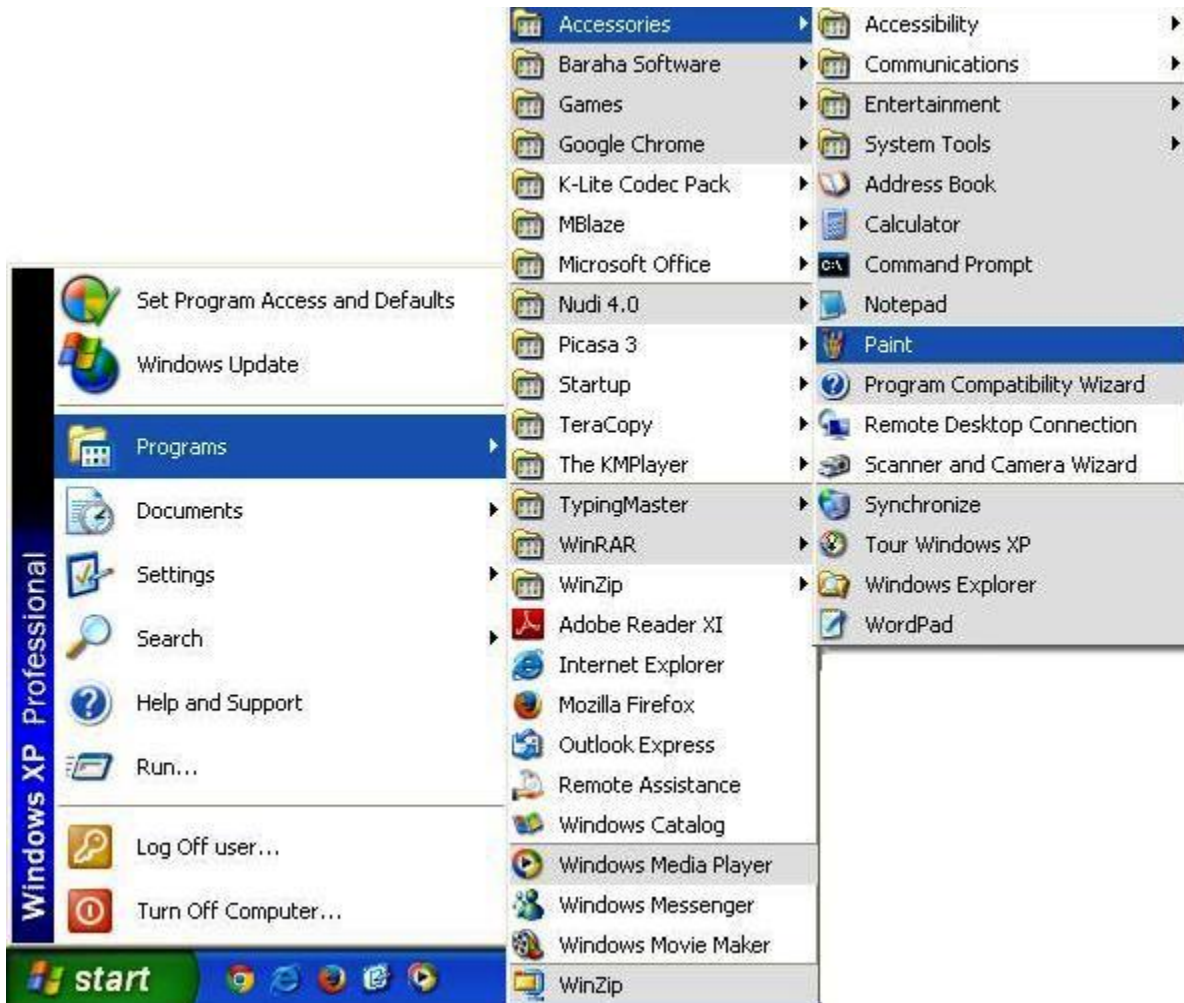 Set Program Access and Defaults
Windows Update
Programs
Documents
Settings
Search
Help and Support
Run...
Log Off user...
Turn Off Computer...
Windows XP Professional
start
Accessories
Baraha Software
Games
Google Chrome
K-Lite Codec Pack
MBlaze
Microsoft Office
Nudi 4.0
Picasa 3
Startup
TeraCopy
The KMPlayer
TypingMaster
WinRAR
WinZip
Adobe Reader XI
Internet Explorer
Mozilla Firefox
Outlook Express
Remote Assistance
Windows Catalog
Windows Media Player
Windows Messenger
Windows Movie Maker
WinZip
Accessibility
Communications
Entertainment
System Tools
Address Book
Calculator
C:\
Command Prompt
Notepad
Paint
Program Compatibility Wizard
Remote Desktop Connection
Scanner and Camera Wizard
Synchronize
Tour Windows XP
Windows Explorer
WordPad